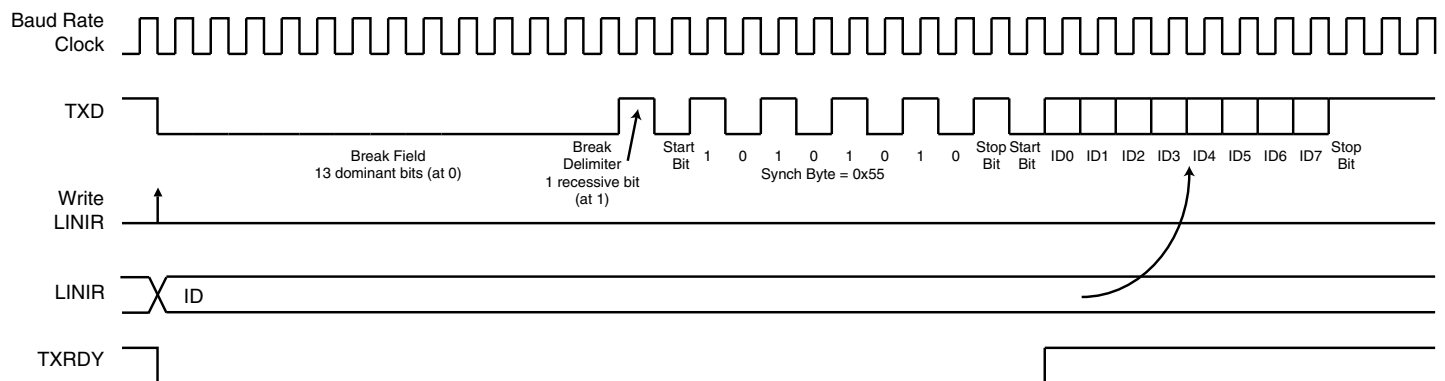 Baud Rate
Clock
TXD
Break Field
13 dominant bits (at 0)
Break
Delimiter
1 recessive bit
(at 1)
Start
Bit
1 0 1 0 1 0 1 0
Synch Byte = 0x55
Stop
Bit
Start
Bit
ID0 ID1 ID2 ID3 ID4 ID5 ID6 ID7
Stop
Bit
Write
LINIR
LINIR
ID
TXRDY